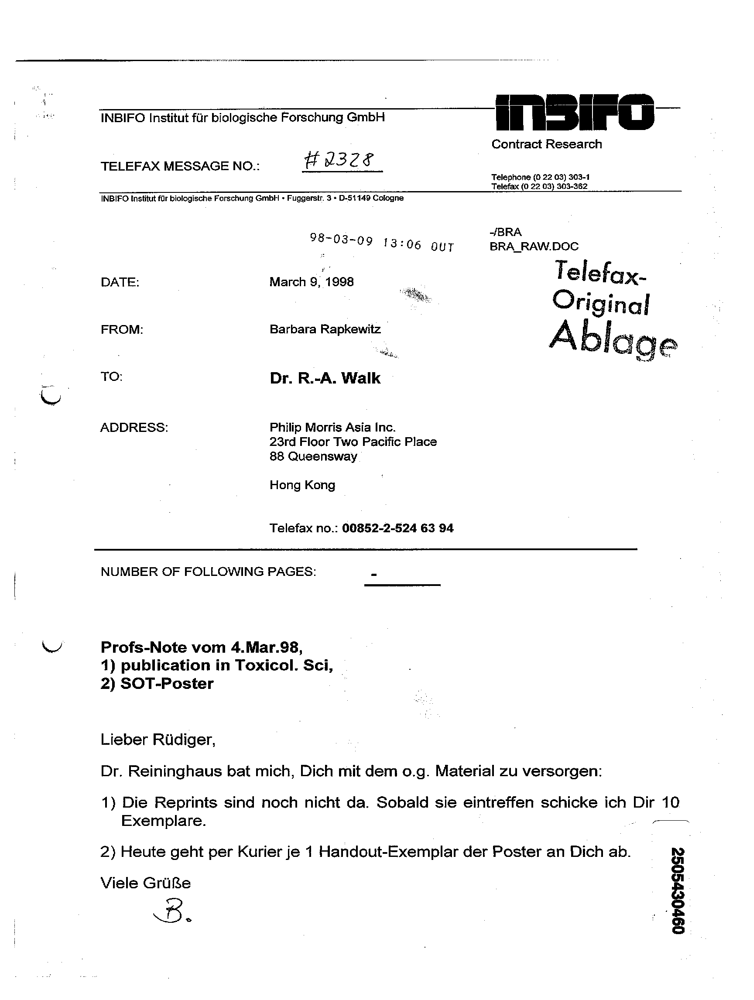 INBIFO Institut für biologische Forschung GmbH
INBIFO
Contract Research
TELEFAX MESSAGE NO.: #2328
Telephone (0 22 03) 303-1
Telefax (0 22 03) 303-362
INBIFO Institut für biologische Forschung GmbH • Fuggerstr. 3 • D-51149 Cologne
98-03-09 13:06 OUT
-/BRA
BRA_RAW.DOC
Telefax-
Original
Ablage
DATE: March 9, 1998
FROM: Barbara Rapkewitz
TO: Dr. R.-A. Walk
ADDRESS: Philip Morris Asia Inc.
23rd Floor Two Pacific Place
88 Queensway
Hong Kong
Telefax no.: 00852-2-524 63 94
NUMBER OF FOLLOWING PAGES: -
Profs-Note vom 4.Mar.98,
1) publication in Toxicol. Sci,
2) SOT-Poster
Lieber Rüdiger,
Dr. Reininghaus bat mich, Dich mit dem o.g. Material zu versorgen:
1) Die Reprints sind noch nicht da. Sobald sie eintreffen schicke ich Dir 10
Exemplare.
2) Heute geht per Kurier je 1 Handout-Exemplar der Poster an Dich ab.
Viele Grüße
B.
2505430460